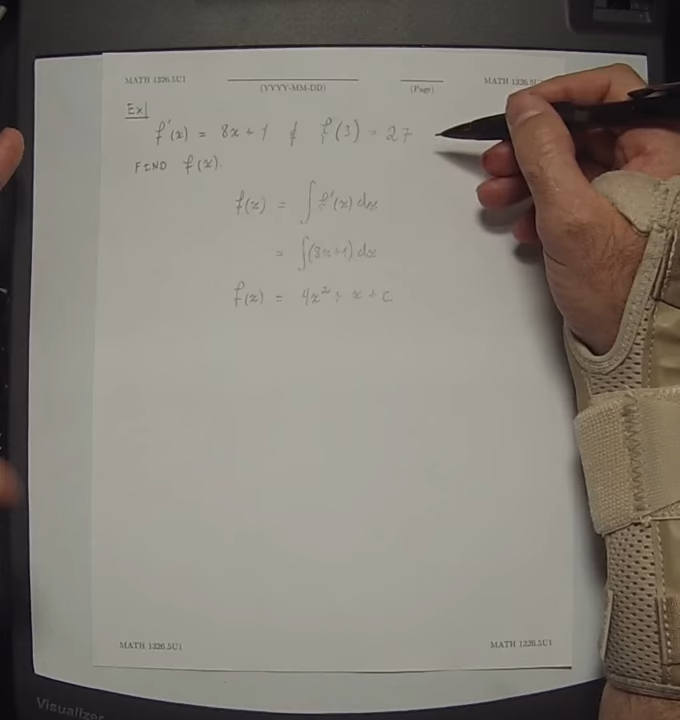 MATH 1326.5U1 (YYYY-MM-DD) (Page) MATH 1326.5U
Ex|
f'(x) = 8x + 1 & f(3) = 27
FIND f(x).
f(x) = ∫ f'(x) dx
= ∫(8x+1) dx
f(x) = 4x² + x + C
MATH 1326.5U1 MATH 1326.5U1
Visualizer